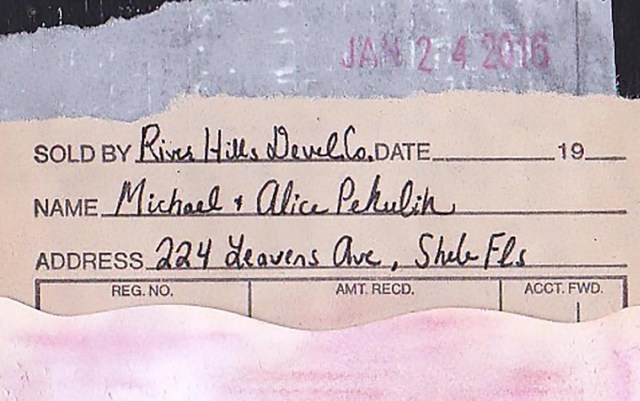 JAN 24 2016
SOLD BY River Hills Devel. Co. DATE 19
NAME Michael + Alice Pekulik
ADDRESS 224 Leavens Ave, Sheb Fls
REG. NO. AMT. RECD. ACCT. FWD.